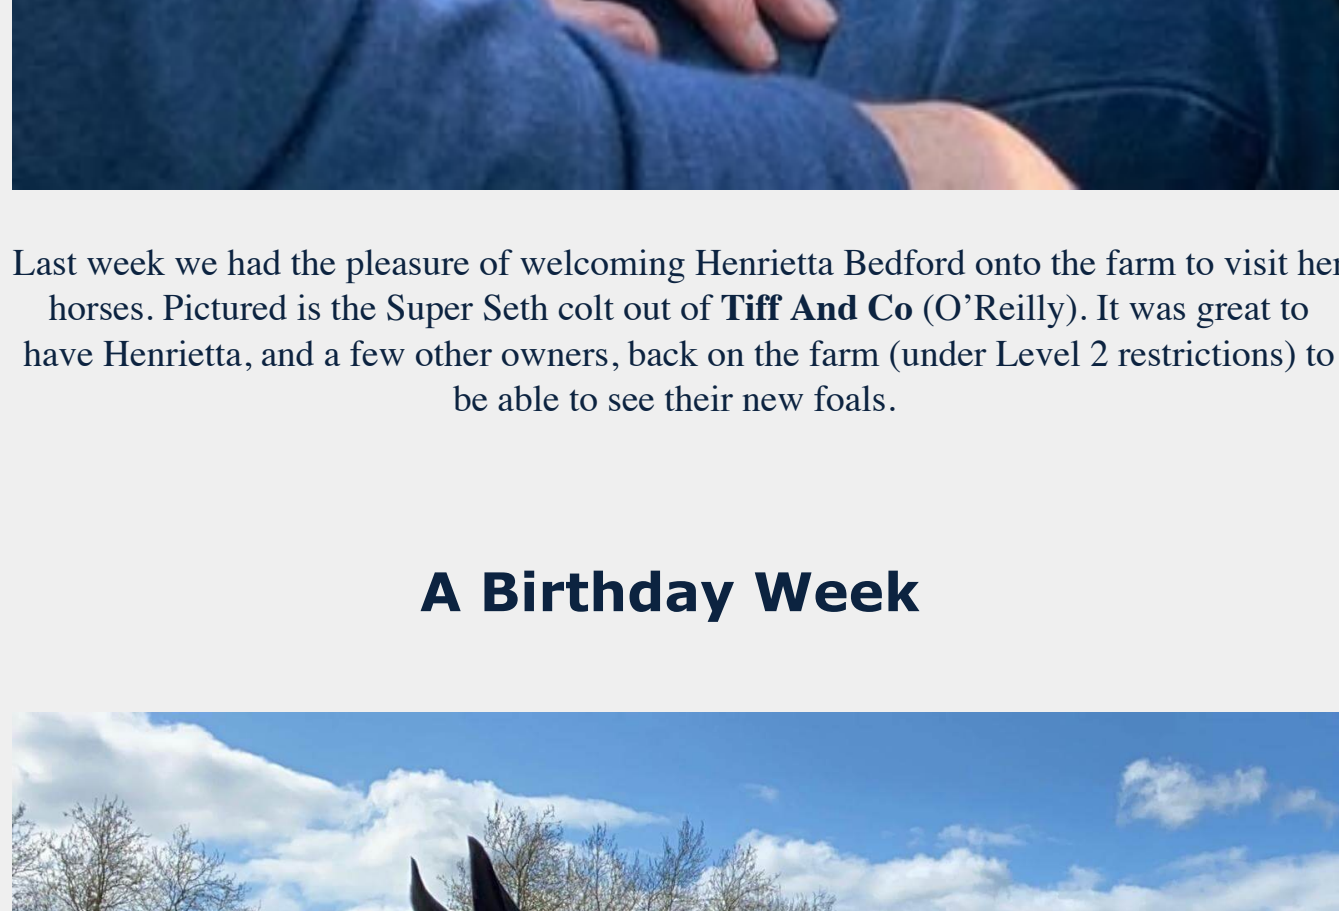 Last week we had the pleasure of welcoming Henrietta Bedford onto the farm to visit her
horses. Pictured is the Super Seth colt out of Tiff And Co (O’Reilly). It was great to
have Henrietta, and a few other owners, back on the farm (under Level 2 restrictions) to
be able to see their new foals.
A Birthday Week